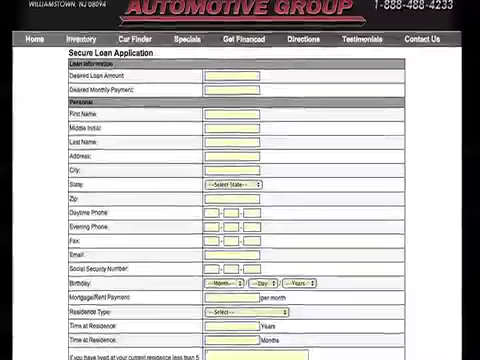 WILLIAMSTOWN, NJ 08094
AUTOMOTIVE GROUP
1-888-488-4233
Home Inventory Car Finder Specials Get Financed Directions Testimonials Contact Us
Secure Loan Application
Loan Information
Desired Loan Amount
Desired Monthly Payment:
Personal
First Name:
Middle Initial:
Last Name:
Address:
City:
State: --Select State--
Zip:
Daytime Phone: - -
Evening Phone: - -
Fax: - -
Email:
Social Security Number: - -
Birthday: --Month-- / --Day-- / --Years--
Mortgage/Rent Payment: per month
Residence Type: --Select--
Time at Residence: Years
Time at Residence: Months
If you have lived at your current residence less than 5